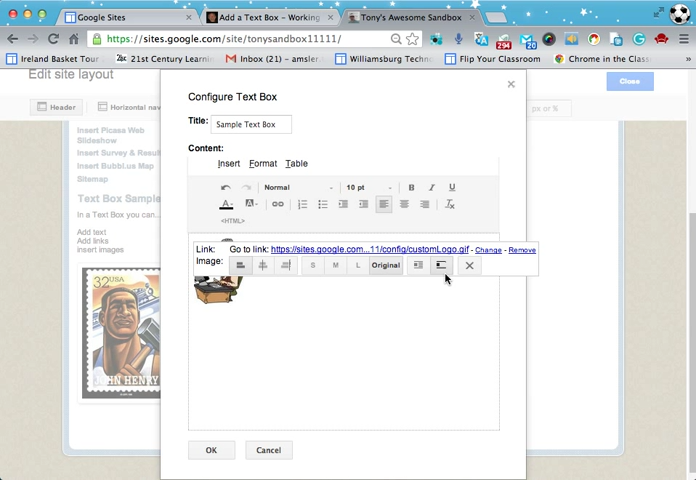 Google Sites
Add a Text Box – Working
Tony's Awesome Sandbox
https://sites.google.com/site/tonysandbox11111/
294
20
Ireland Basket Tour
21st Century Learnin
Inbox (21) – amsler
Williamsburg Techno
Flip Your Classroom
Chrome in the Class
Edit site layout
Close
Header
Horizontal nav
px or %
Insert Picasa Web
Slideshow
Insert Survey & Resul
Insert Bubbl.us Map
Sitemap
Text Box Sample
In a Text Box you can...
Add text
Add links
insert images
32 USA
JOHN HENRY
Configure Text Box
Title:
Sample Text Box
Content:
Insert Format Table
Normal
10 pt
B I U
A A
<HTML>
Link: Go to link: https://sites.google.com...11/config/customLogo.gif - Change - Remove
Image: S M L Original
OK
Cancel